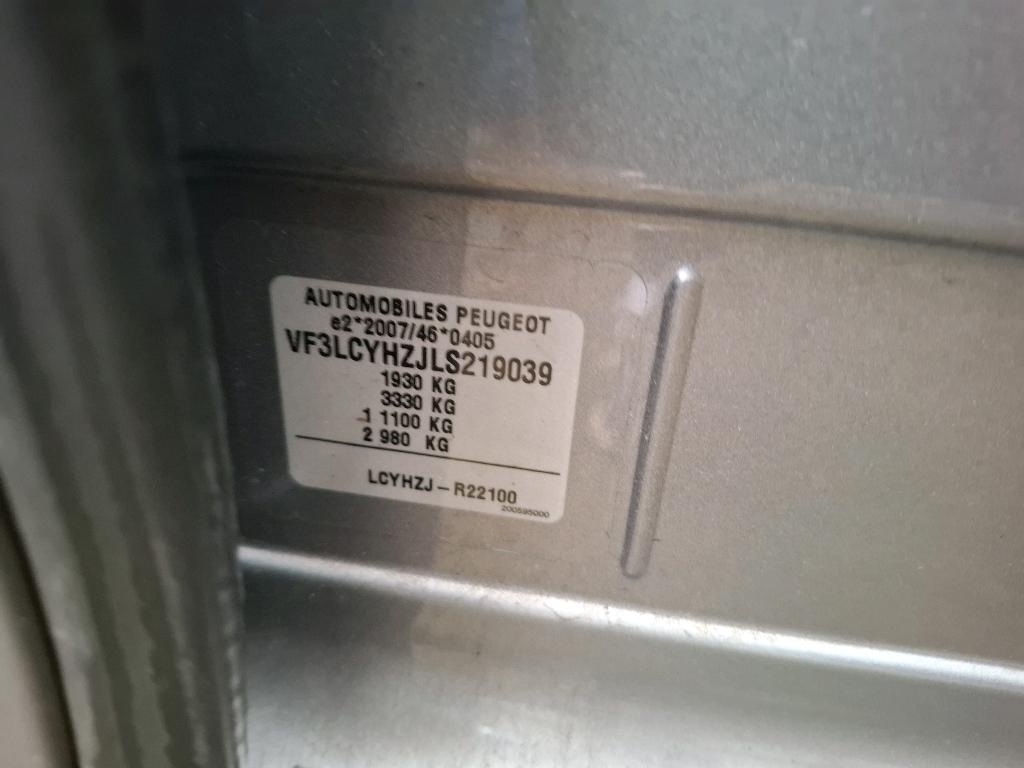 AUTOMOBILES PEUGEOT
e2*2007/46*0405
VF3LCYHZJLS219039
1930 KG
3330 KG
1 1100 KG
2 980 KG
LCYHZJ – R22100
200595000